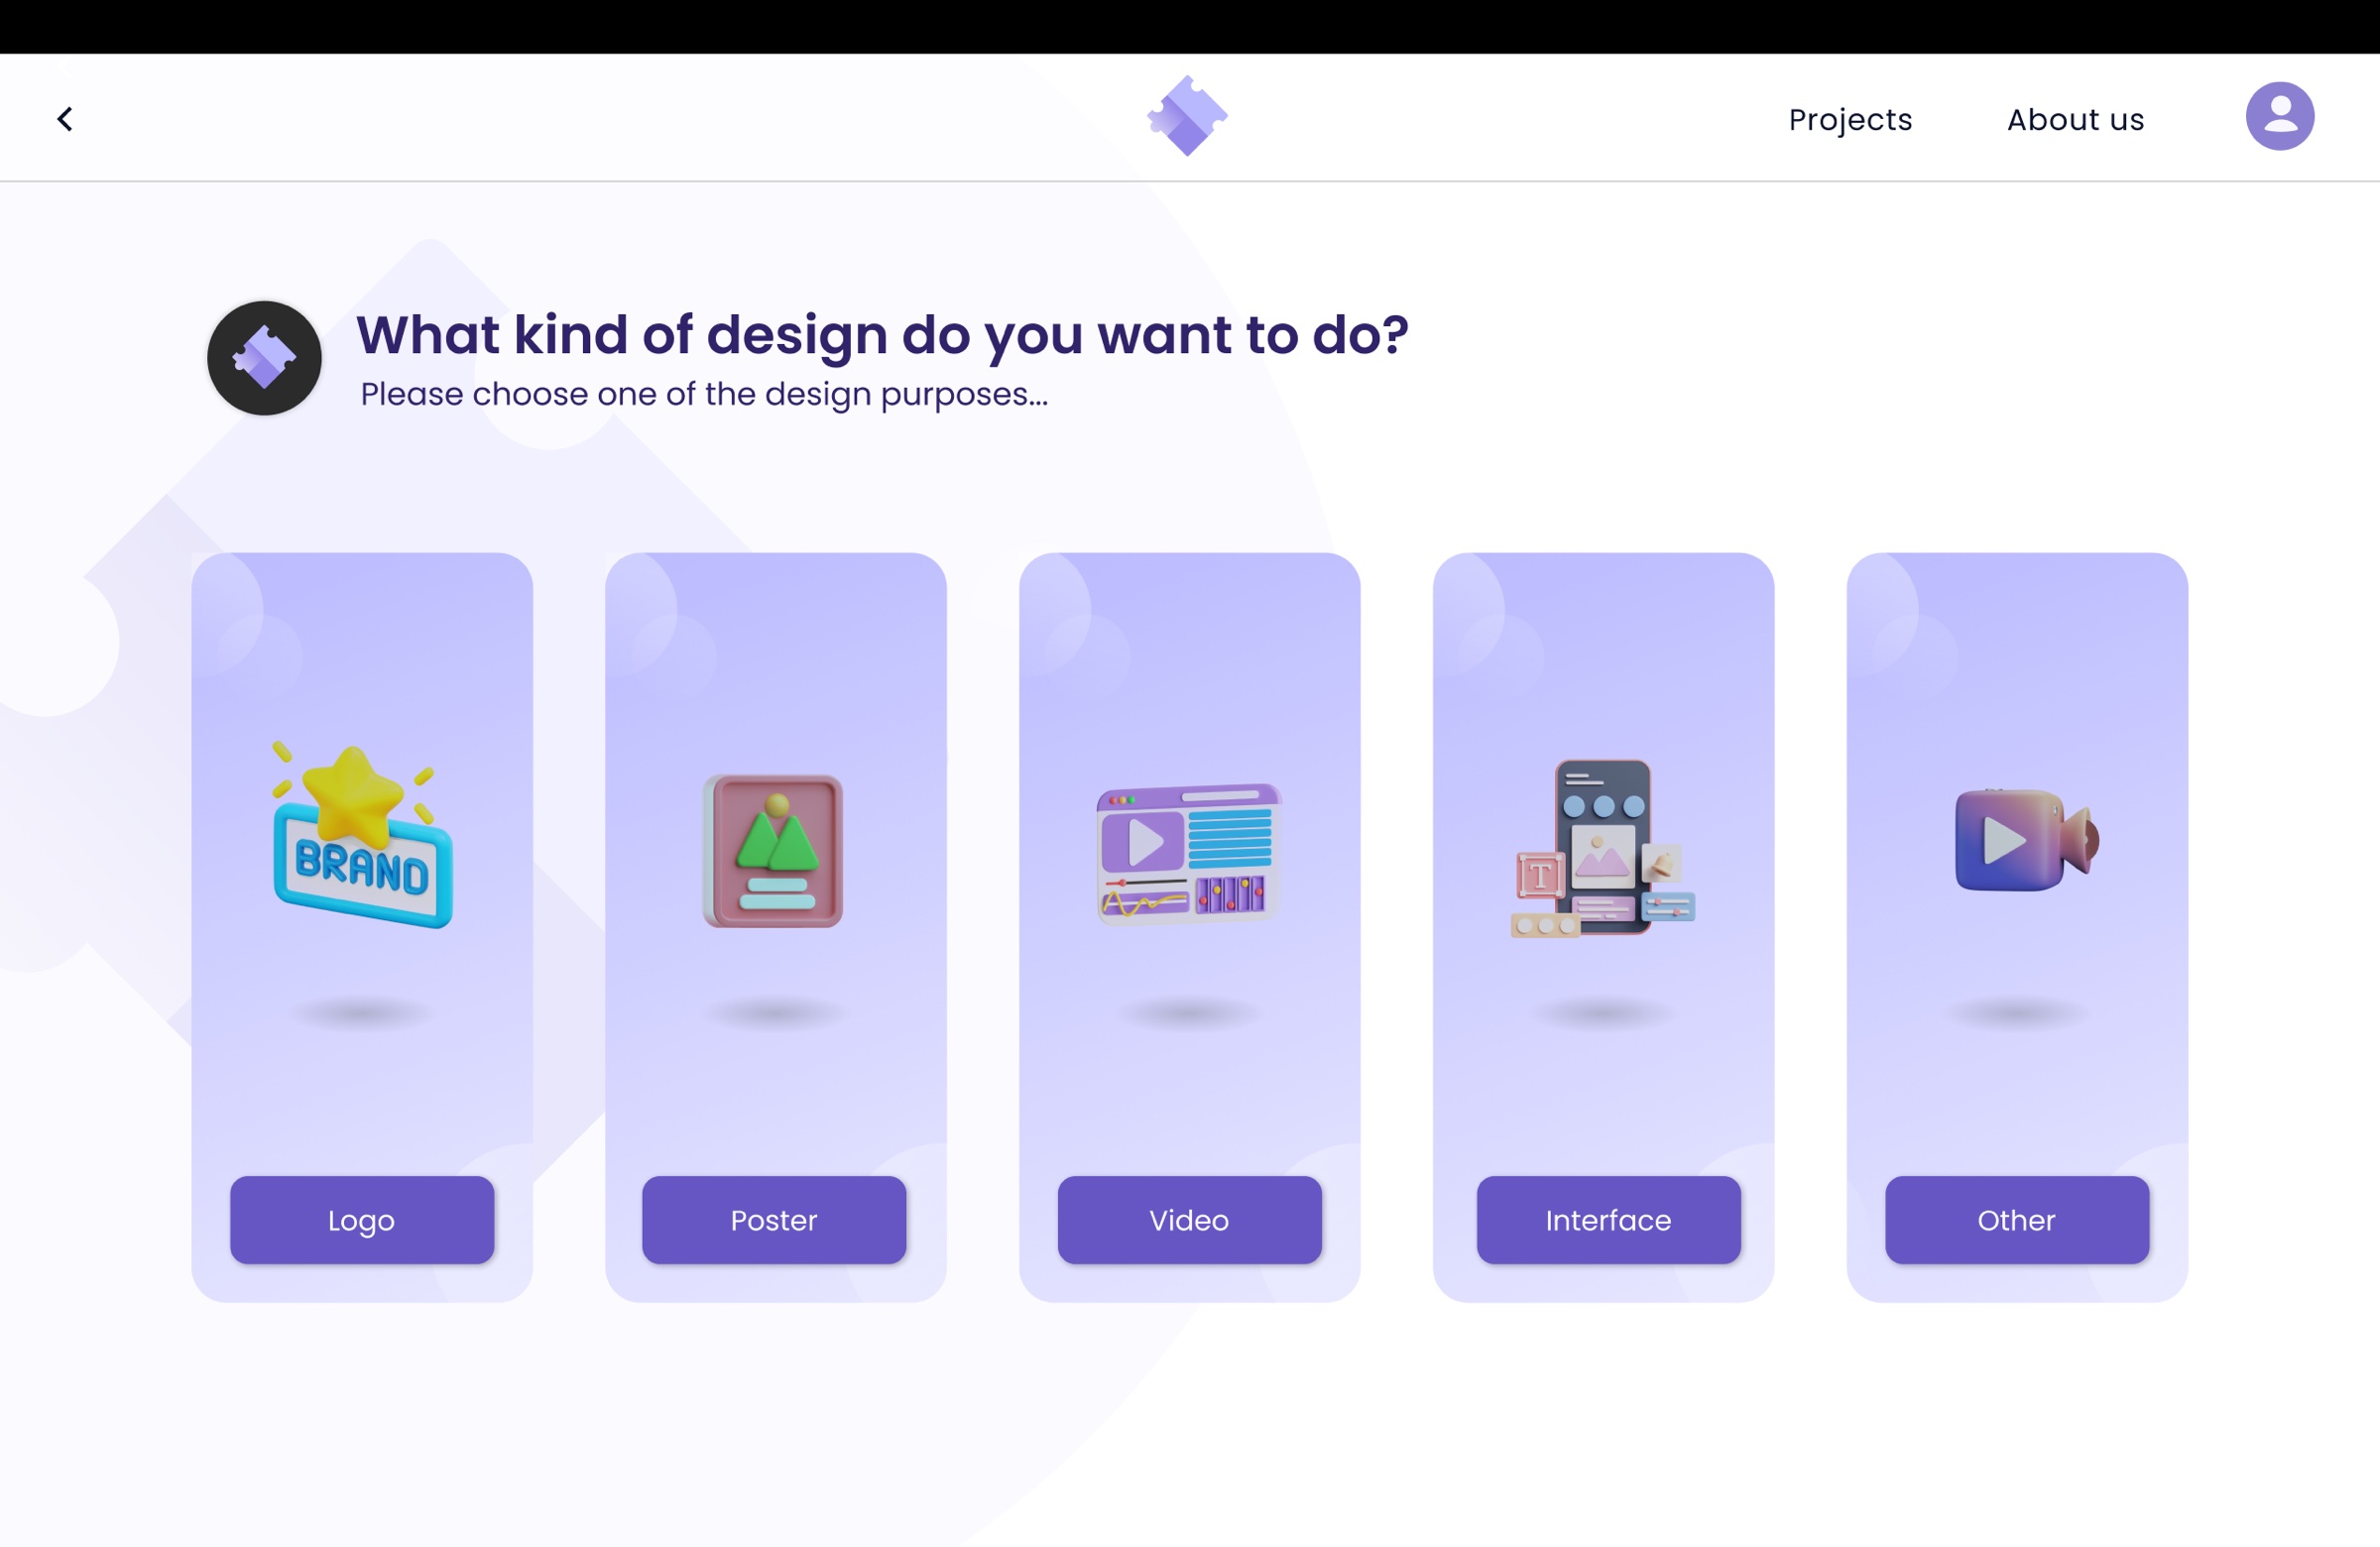 Projects
About us
What kind of design do you want to do?
Please choose one of the design purposes...
BRAND
T
Logo
Poster
Video
Interface
Other